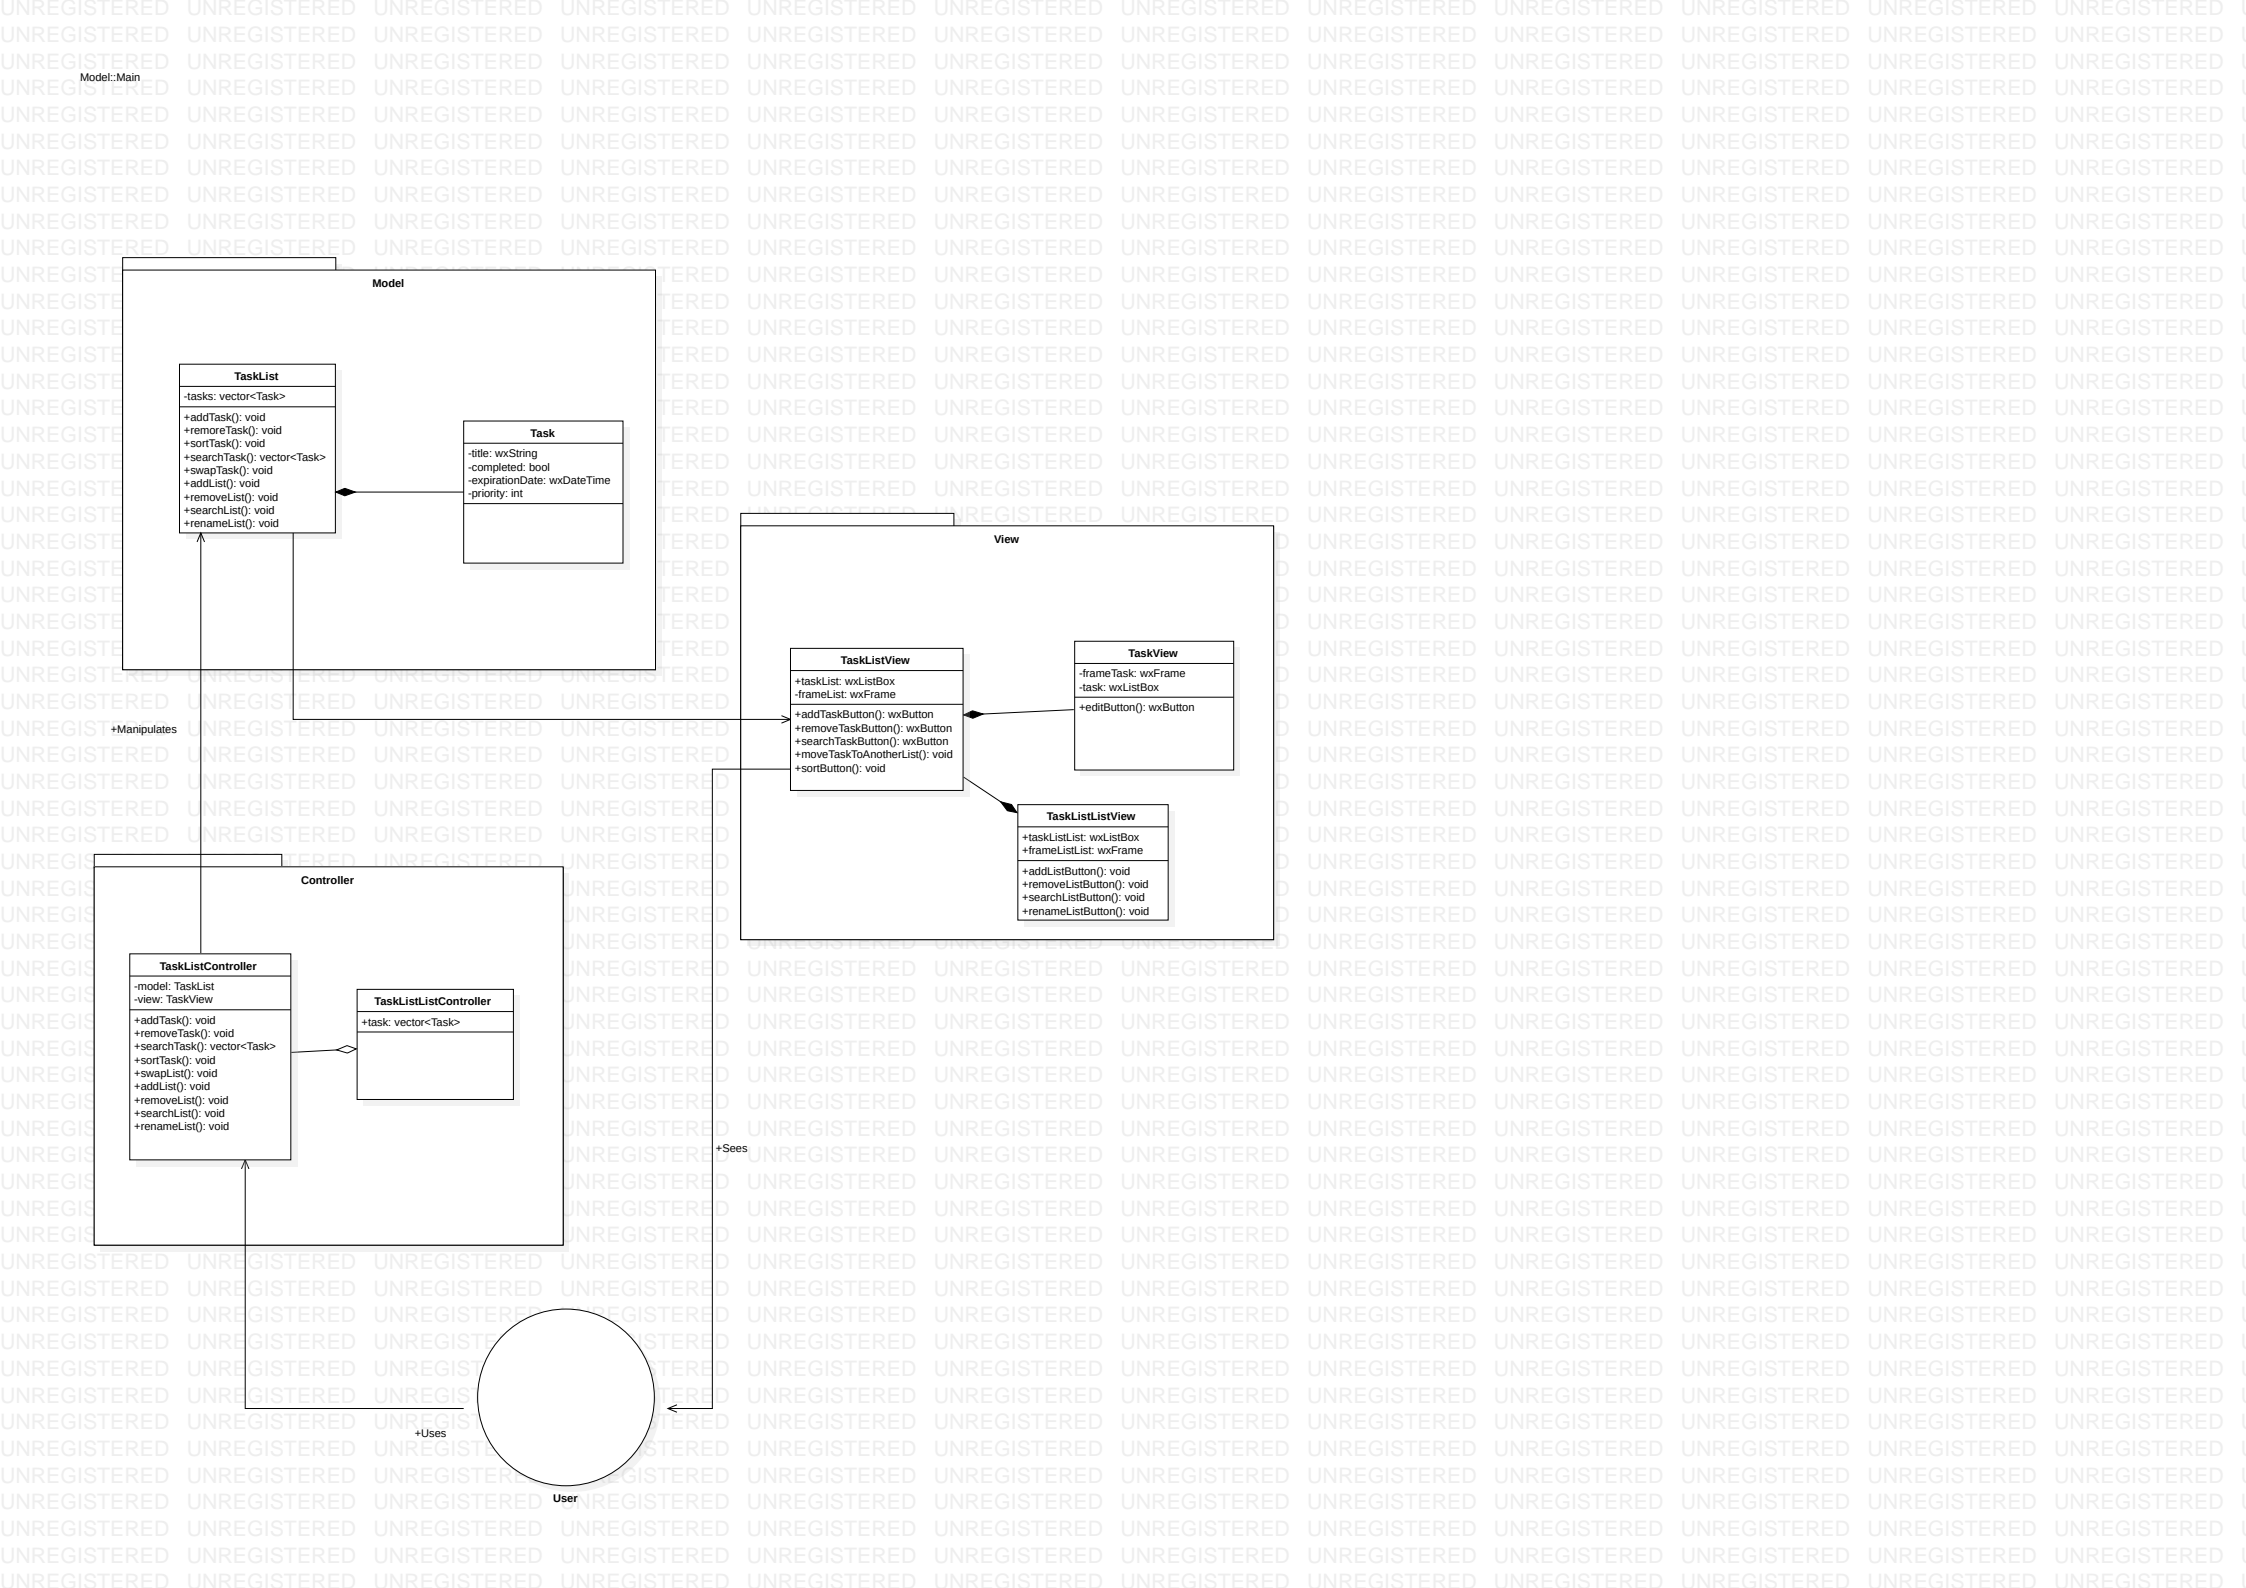 Model::Main
Model
TaskList
-tasks: vector<Task>
+addTask(): void
+remoreTask(): void
+sortTask(): void
+searchTask(): vector<Task>
+swapTask(): void
+addList(): void
+removeList(): void
+searchList(): void
+renameList(): void
Task
-title: wxString
-completed: bool
-expirationDate: wxDateTime
-priority: int
View
TaskListView
+taskList: wxListBox
-frameList: wxFrame
+addTaskButton(): wxButton
+removeTaskButton(): wxButton
+searchTaskButton(): wxButton
+moveTaskToAnotherList(): void
+sortButton(): void
TaskView
-frameTask: wxFrame
-task: wxListBox
+editButton(): wxButton
TaskListListView
+taskListList: wxListBox
+frameListList: wxFrame
+addListButton(): void
+removeListButton(): void
+searchListButton(): void
+renameListButton(): void
+Manipulates
Controller
TaskListController
-model: TaskList
-view: TaskView
+addTask(): void
+removeTask(): void
+searchTask(): vector<Task>
+sortTask(): void
+swapList(): void
+addList(): void
+removeList(): void
+searchList(): void
+renameList(): void
TaskListListController
+task: vector<Task>
+Sees
+Uses
User
UNREGISTERED